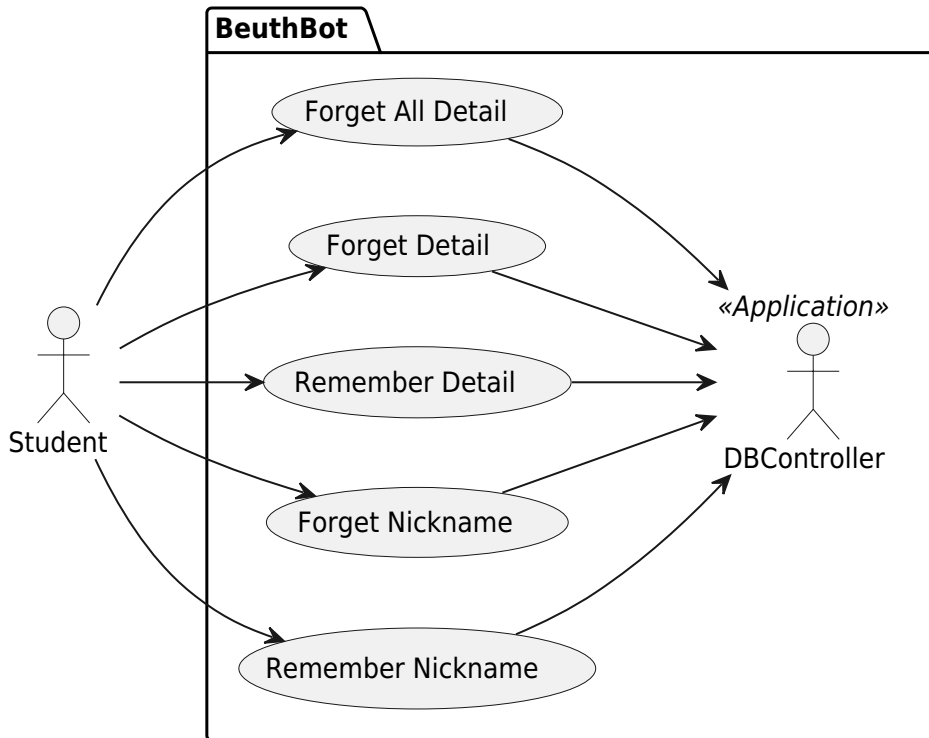 BeuthBot
Forget All Detail
Forget Detail
«Application»
Remember Detail
Student
DBController
Forget Nickname
Remember Nickname